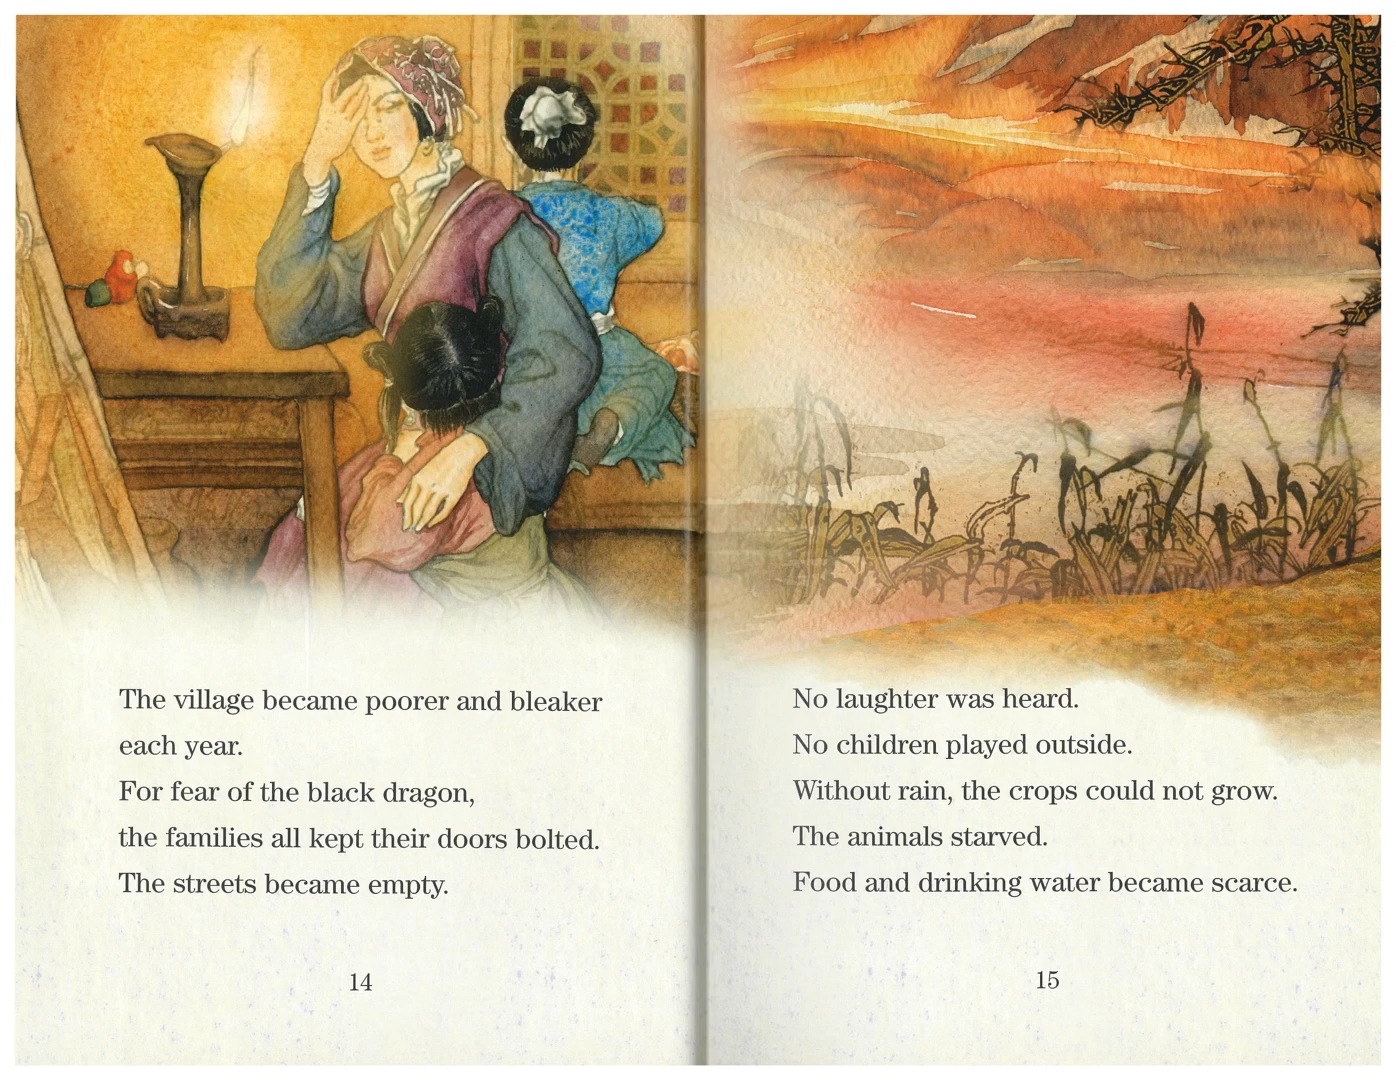 The village became poorer and bleaker
each year.
For fear of the black dragon,
the families all kept their doors bolted.
The streets became empty.
14
No laughter was heard.
No children played outside.
Without rain, the crops could not grow.
The animals starved.
Food and drinking water became scarce.
15